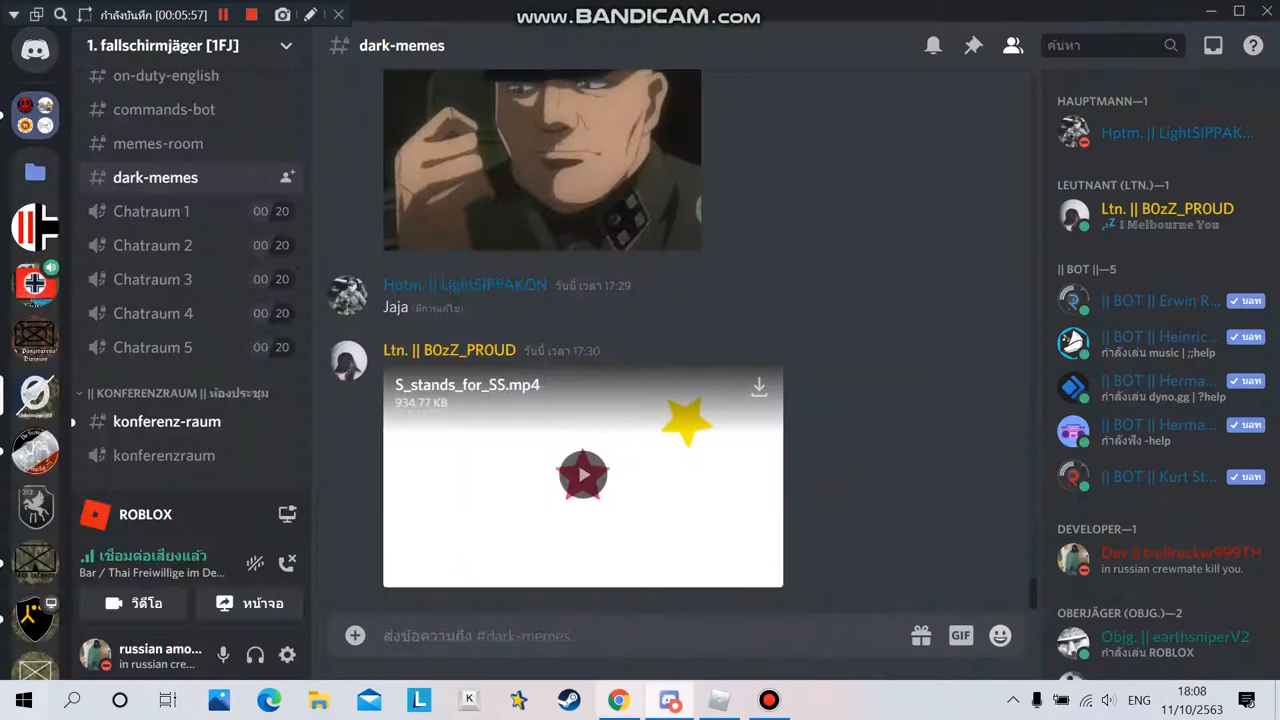 กำลังบันทึก (00:05:57)
www.BANDICAM.com
1. fallschirmjäger [1FJ]
on-duty-english
commands-bot
memes-room
dark-memes
Chatraum 1 00 20
Chatraum 2 00 20
Chatraum 3 00 20
Chatraum 4 00 20
Chatraum 5 00 20
|| KONFERENZRAUM || ห้องประชุม
konferenz-raum
konferenzraum
ROBLOX
เชื่อมต่อเสียงแล้ว
Bar / Thai Freiwillige im De...
วิดีโอ
หน้าจอ
russian amo...
in russian cre...
dark-memes
ค้นหา
Hptm. || LightSIPPAKON วันนี้ เวลา 17:29
Jaja (มีการแก้ไข)
Ltn. || B0zZ_PR0UD วันนี้ เวลา 17:30
S_stands_for_SS.mp4
934.77 KB
ส่งข้อความถึง #dark-memes
GIF
HAUPTMANN—1
Hptm. || LightSIPPAK...
LEUTNANT (LTN.)—1
Ltn. || B0zZ_PR0UD
I Melbourne You
|| BOT ||—5
|| BOT || Erwin R... บอท
|| BOT || Heinric... บอท
กำลังเล่น music | ;;help
|| BOT || Herma... บอท
กำลังเล่น dyno.gg | ?help
|| BOT || Herma... บอท
กำลังฟัง -help
|| BOT || Kurt St... บอท
DEVELOPER—1
Dev || trollrocker999TH
in russian crewmate kill you.
OBERJÄGER (OBJG.)—2
Objg. || earthsniperV2
กำลังเล่น ROBLOX
ENG
18:08
11/10/2563